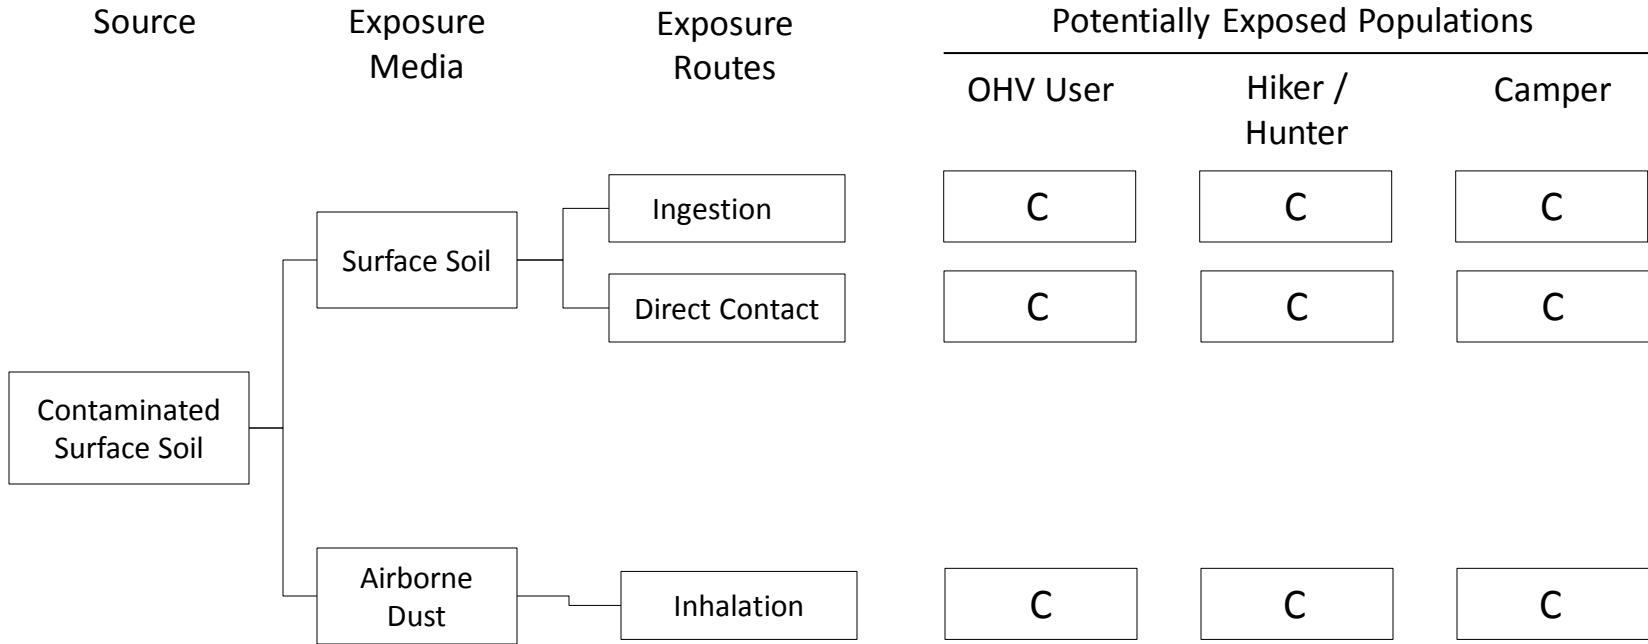 Source
Exposure
Media
Exposure
Routes
Potentially Exposed Populations
OHV User
Hiker /
Hunter
Camper
Ingestion
C
C
C
Surface Soil
Direct Contact
C
C
C
Contaminated
Surface Soil
Airborne
Dust
Inhalation
C
C
C